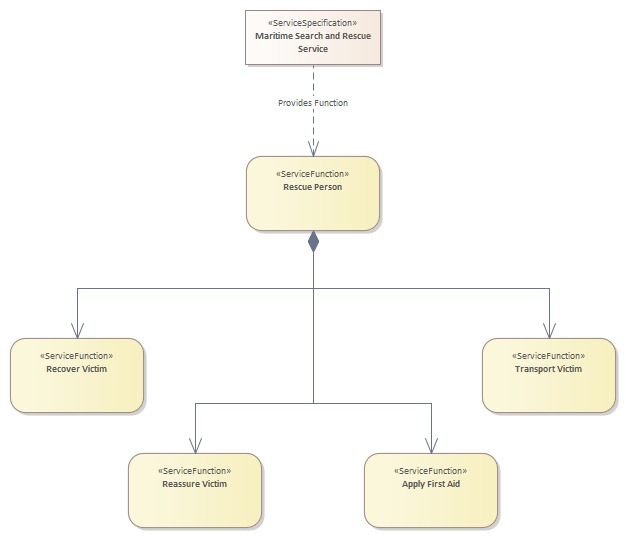 «ServiceSpecification»
Maritime Search and Rescue
Service
Provides Function
«ServiceFunction»
Rescue Person
«ServiceFunction»
Recover Victim
«ServiceFunction»
Transport Victim
«ServiceFunction»
Reassure Victim
«ServiceFunction»
Apply First Aid